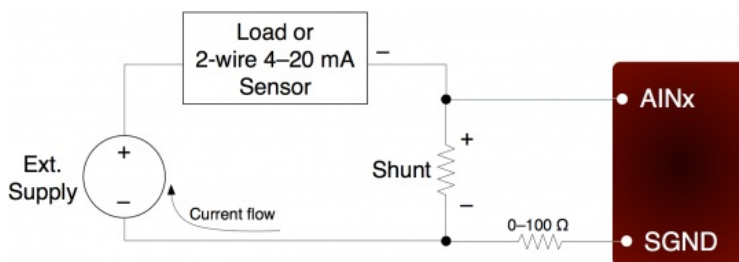 Load or
2-wire 4–20 mA
Sensor
–
AINx
+
+
Ext.
Supply
Shunt
–
–
Current flow
0–100 Ω
SGND